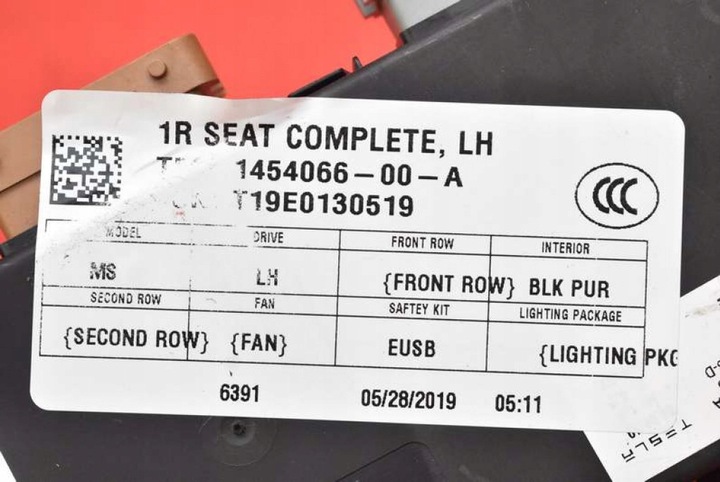 1R SEAT COMPLETE, LH
1454066-00-A
T19E0130519
CCC
MODEL DRIVE FRONT ROW INTERIOR
MS LH {FRONT ROW} BLK PUR
SECOND ROW FAN SAFTEY KIT LIGHTING PACKAGE
{SECOND ROW} {FAN} EUSB {LIGHTING PKG
6391 05/28/2019 05:11
TESLA